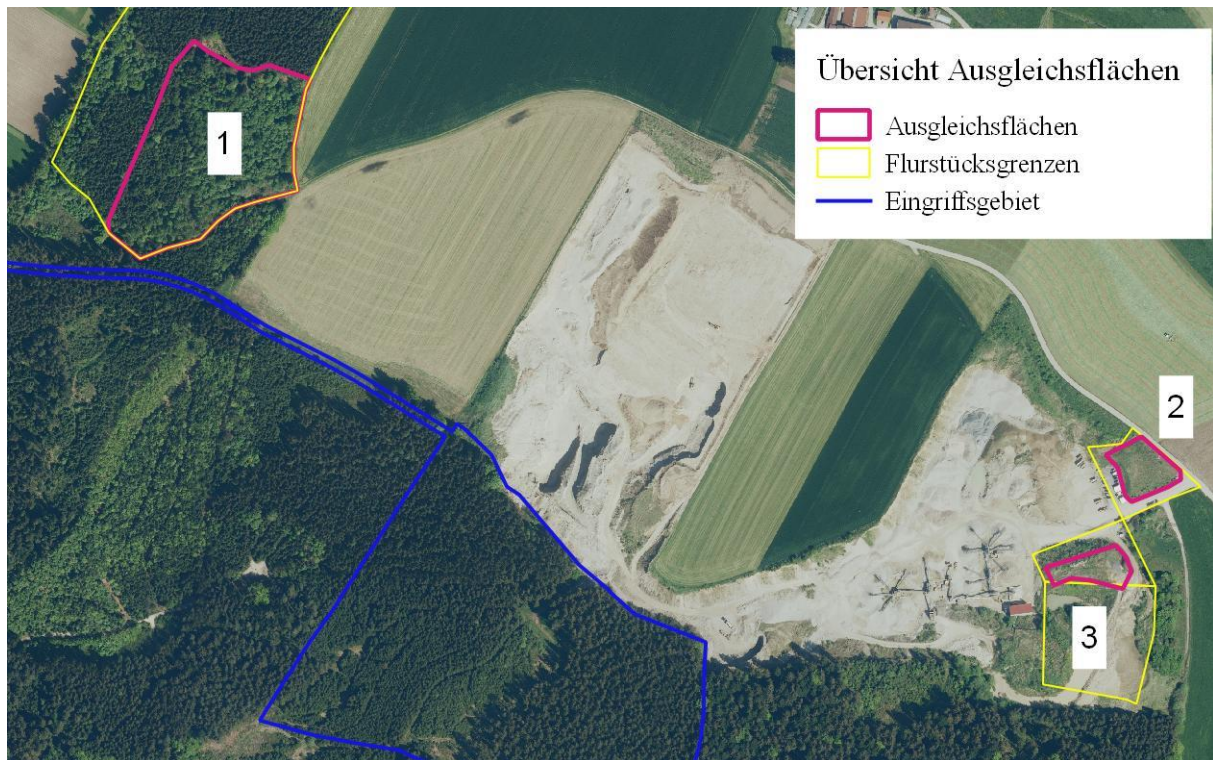 Übersicht Ausgleichsflächen
Ausgleichsflächen
Flurstücksgrenzen
Eingriffsgebiet
1
2
3